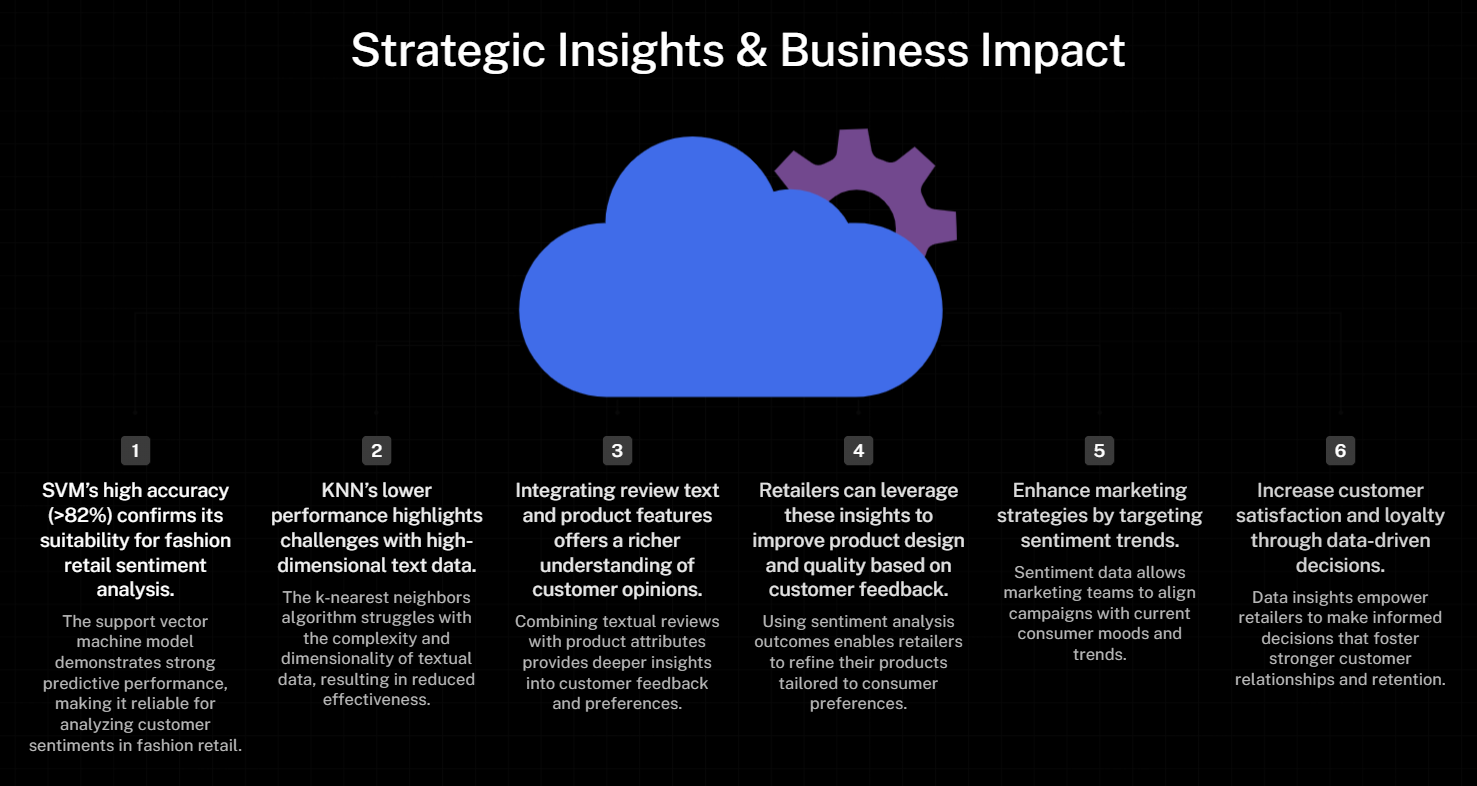 Strategic Insights & Business Impact
1
SVM’s high accuracy
(>82%) confirms its
suitability for fashion
retail sentiment
analysis.
The support vector
machine model
demonstrates strong
predictive performance,
making it reliable for
analyzing customer
sentiments in fashion retail.
2
KNN’s lower
performance highlights
challenges with high-
dimensional text data.
The k-nearest neighbors
algorithm struggles with
the complexity and
dimensionality of textual
data, resulting in reduced
effectiveness.
3
Integrating review text
and product features
offers a richer
understanding of
customer opinions.
Combining textual reviews
with product attributes
provides deeper insights
into customer feedback
and preferences.
4
Retailers can leverage
these insights to
improve product design
and quality based on
customer feedback.
Using sentiment analysis
outcomes enables retailers
to refine their products
tailored to consumer
preferences.
5
Enhance marketing
strategies by targeting
sentiment trends.
Sentiment data allows
marketing teams to align
campaigns with current
consumer moods and
trends.
6
Increase customer
satisfaction and loyalty
through data-driven
decisions.
Data insights empower
retailers to make informed
decisions that foster
stronger customer
relationships and retention.